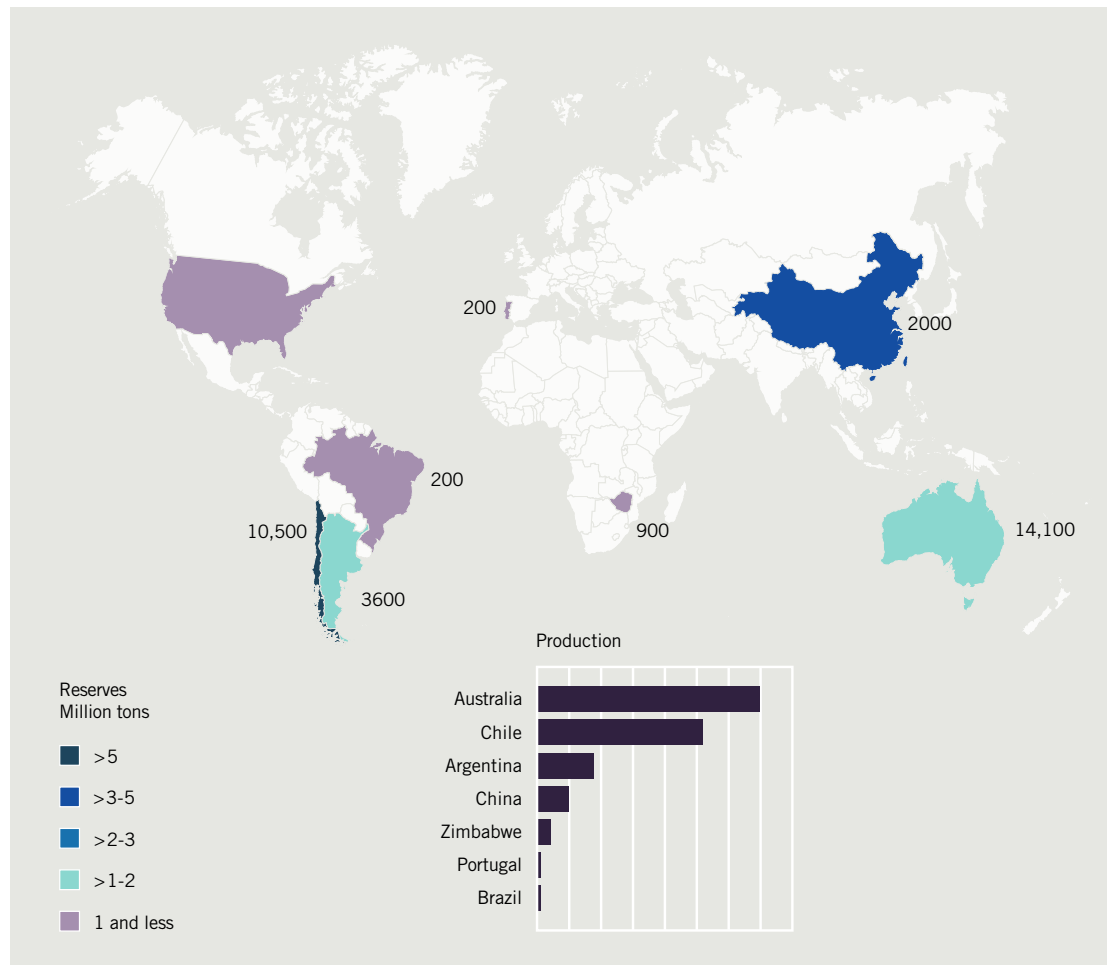 200
2000
200
10,500
900
14,100
3600
Production
Reserves
Million tons
>5
>3-5
>2-3
>1-2
1 and less
Australia
Chile
Argentina
China
Zimbabwe
Portugal
Brazil